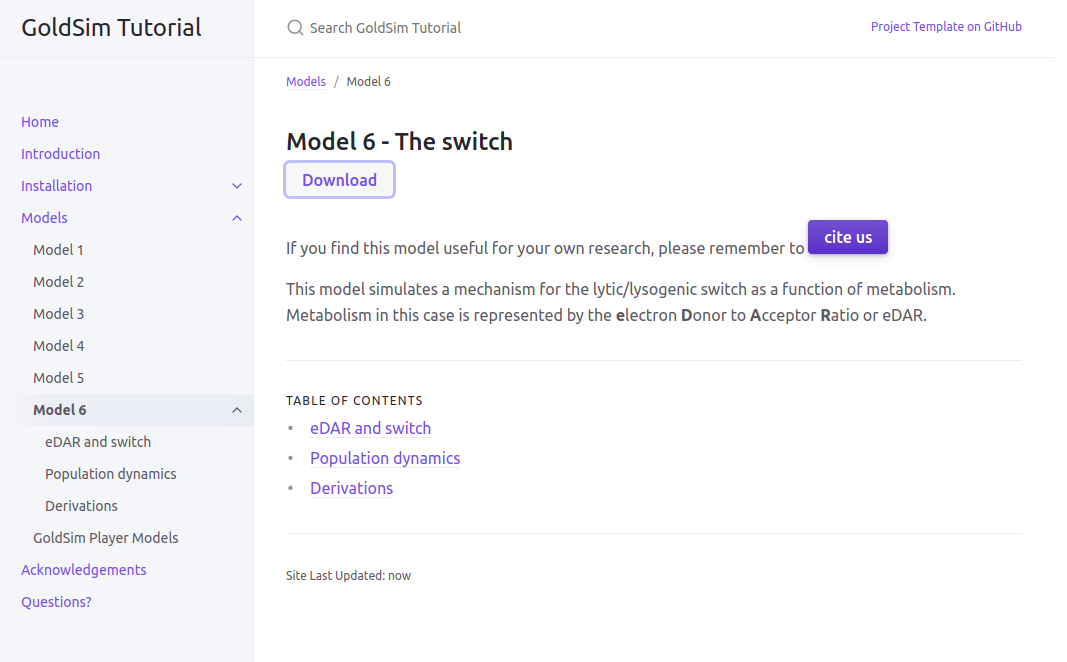 GoldSim Tutorial
Search GoldSim Tutorial
Project Template on GitHub
Home
Introduction
Installation
Models
Model 1
Model 2
Model 3
Model 4
Model 5
Model 6
eDAR and switch
Population dynamics
Derivations
GoldSim Player Models
Acknowledgements
Questions?
Models / Model 6
Model 6 - The switch
Download
If you find this model useful for your own research, please remember to cite us
This model simulates a mechanism for the lytic/lysogenic switch as a function of metabolism.
Metabolism in this case is represented by the electron Donor to Acceptor Ratio or eDAR.
TABLE OF CONTENTS
• eDAR and switch
• Population dynamics
• Derivations
Site Last Updated: now